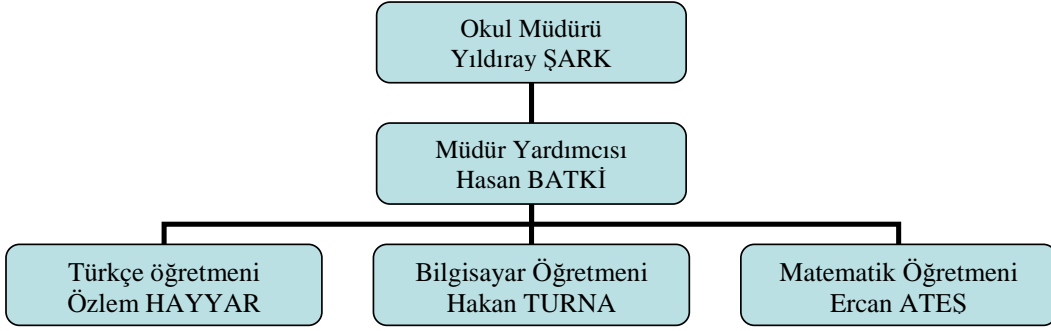 Okul Müdürü
Yıldıray ŞARK
Müdür Yardımcısı
Hasan BATKİ
Türkçe öğretmeni
Özlem HAYYAR
Bilgisayar Öğretmeni
Hakan TURNA
Matematik Öğretmeni
Ercan ATEŞ